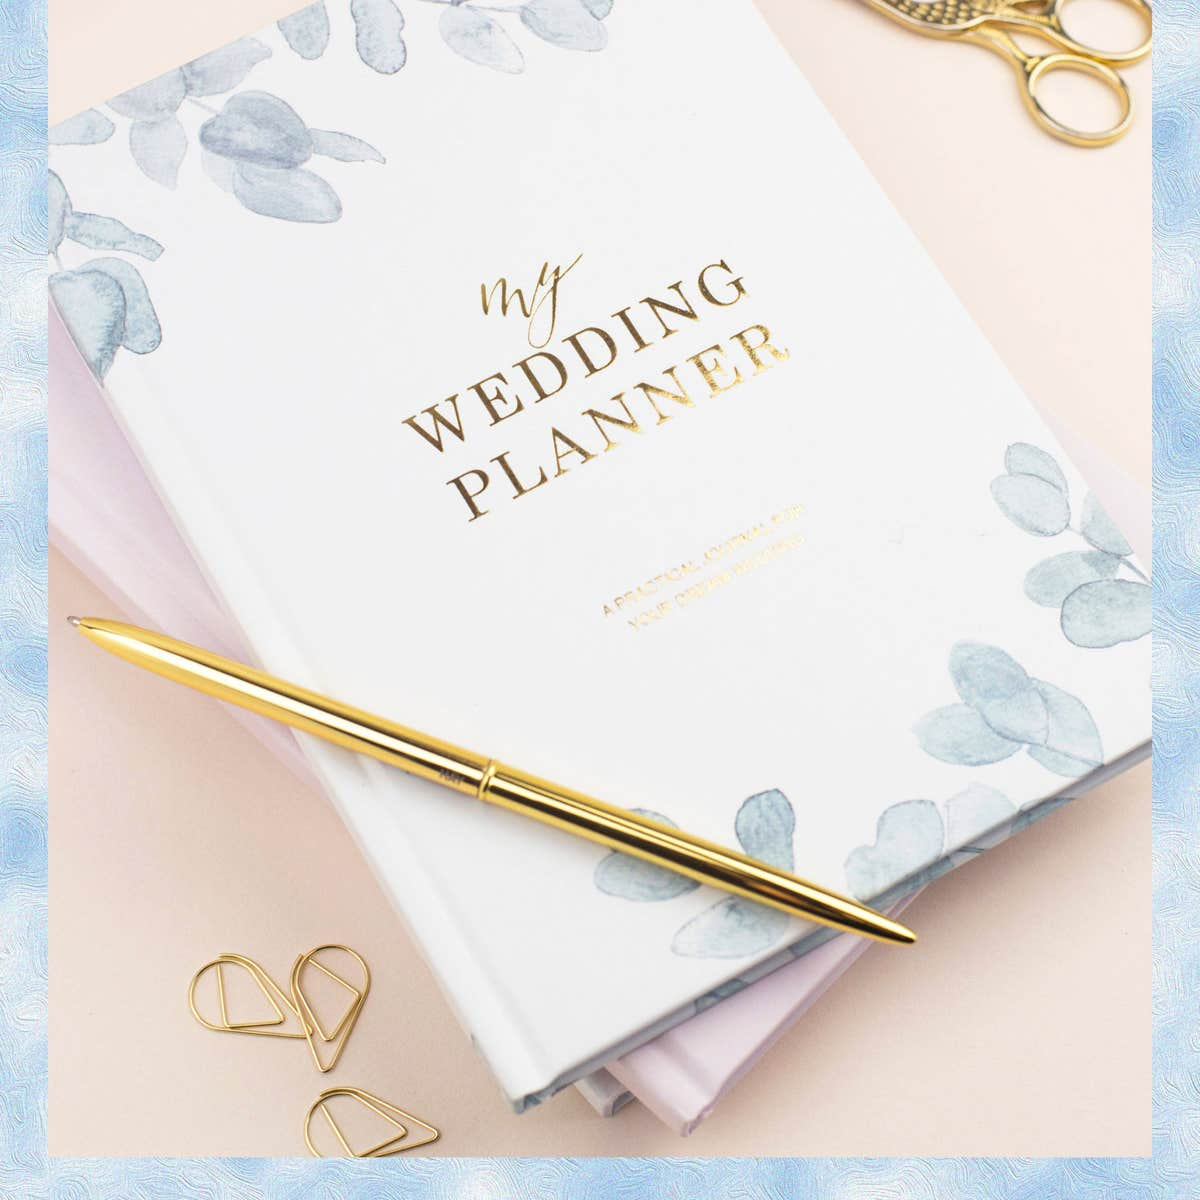 my
WEDDING
PLANNER
A PRACTICAL JOURNAL FOR
YOUR DREAM WEDDING